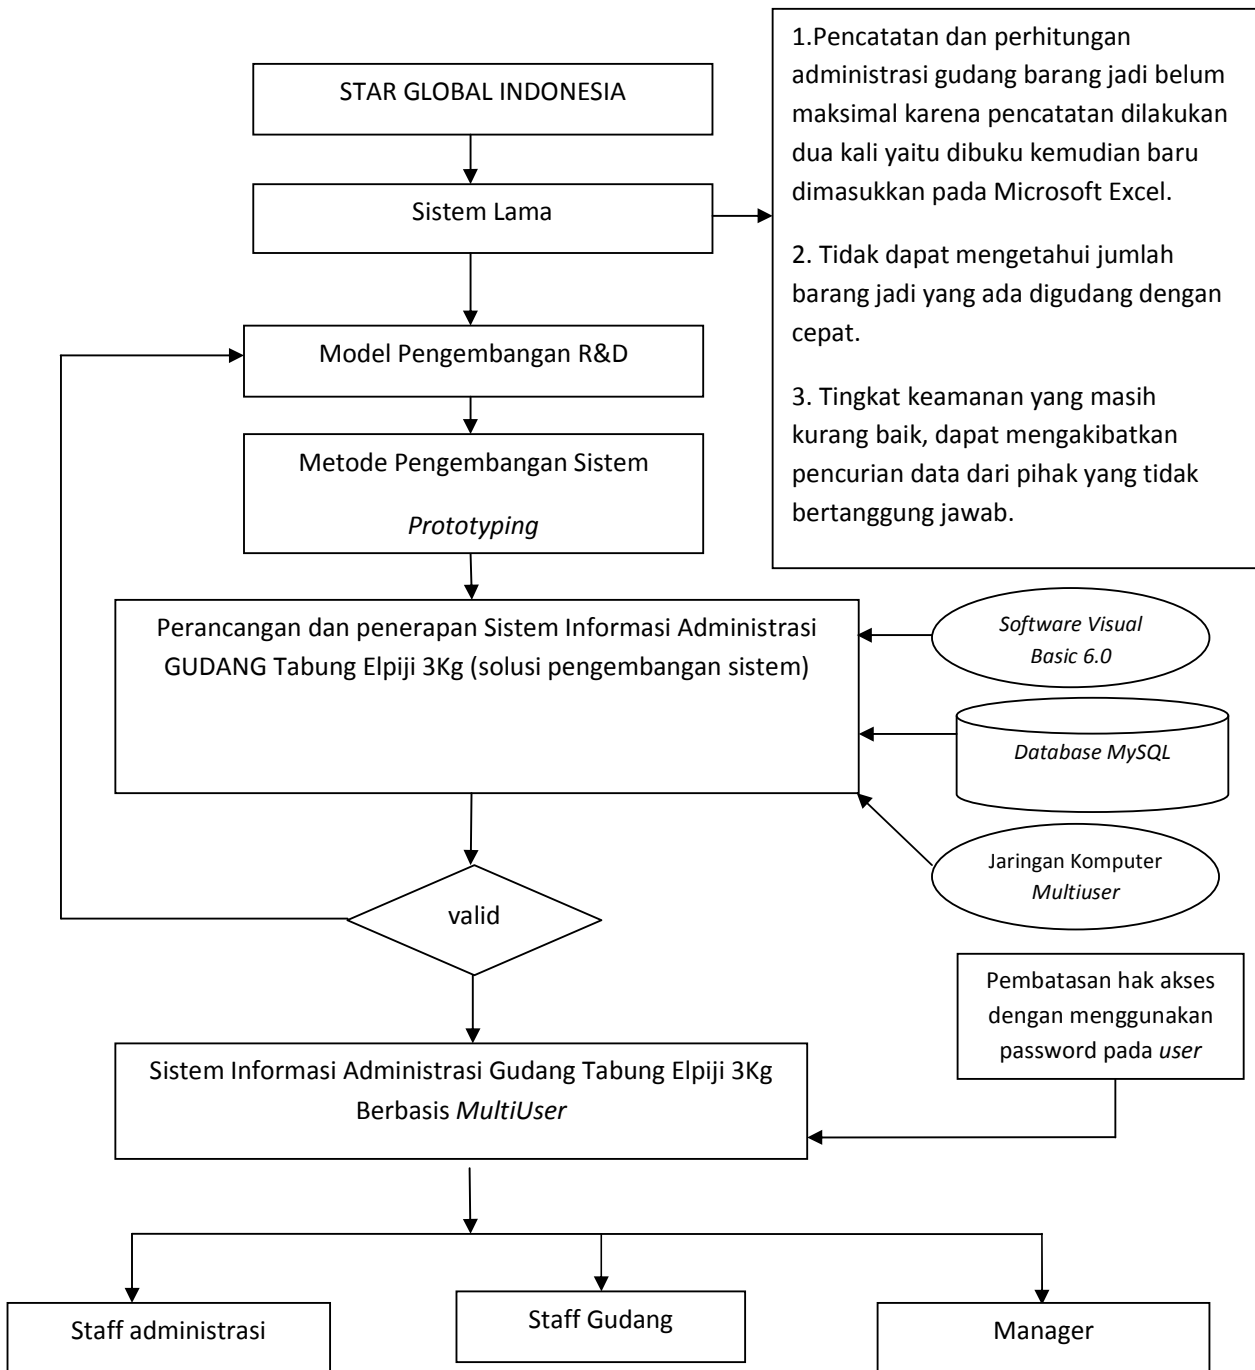 STAR GLOBAL INDONESIA
Sistem Lama
1.Pencatatan dan perhitungan
administrasi gudang barang jadi belum
maksimal karena pencatatan dilakukan
dua kali yaitu dibuku kemudian baru
dimasukkan pada Microsoft Excel.
2. Tidak dapat mengetahui jumlah
barang jadi yang ada digudang dengan
cepat.
3. Tingkat keamanan yang masih
kurang baik, dapat mengakibatkan
pencurian data dari pihak yang tidak
bertanggung jawab.
Model Pengembangan R&D
Metode Pengembangan Sistem
Prototyping
Perancangan dan penerapan Sistem Informasi Administrasi
GUDANG Tabung Elpiji 3Kg (solusi pengembangan sistem)
Software Visual
Basic 6.0
Database MySQL
Jaringan Komputer
Multiuser
valid
Pembatasan hak akses
dengan menggunakan
password pada user
Sistem Informasi Administrasi Gudang Tabung Elpiji 3Kg
Berbasis MultiUser
Staff administrasi
Staff Gudang
Manager